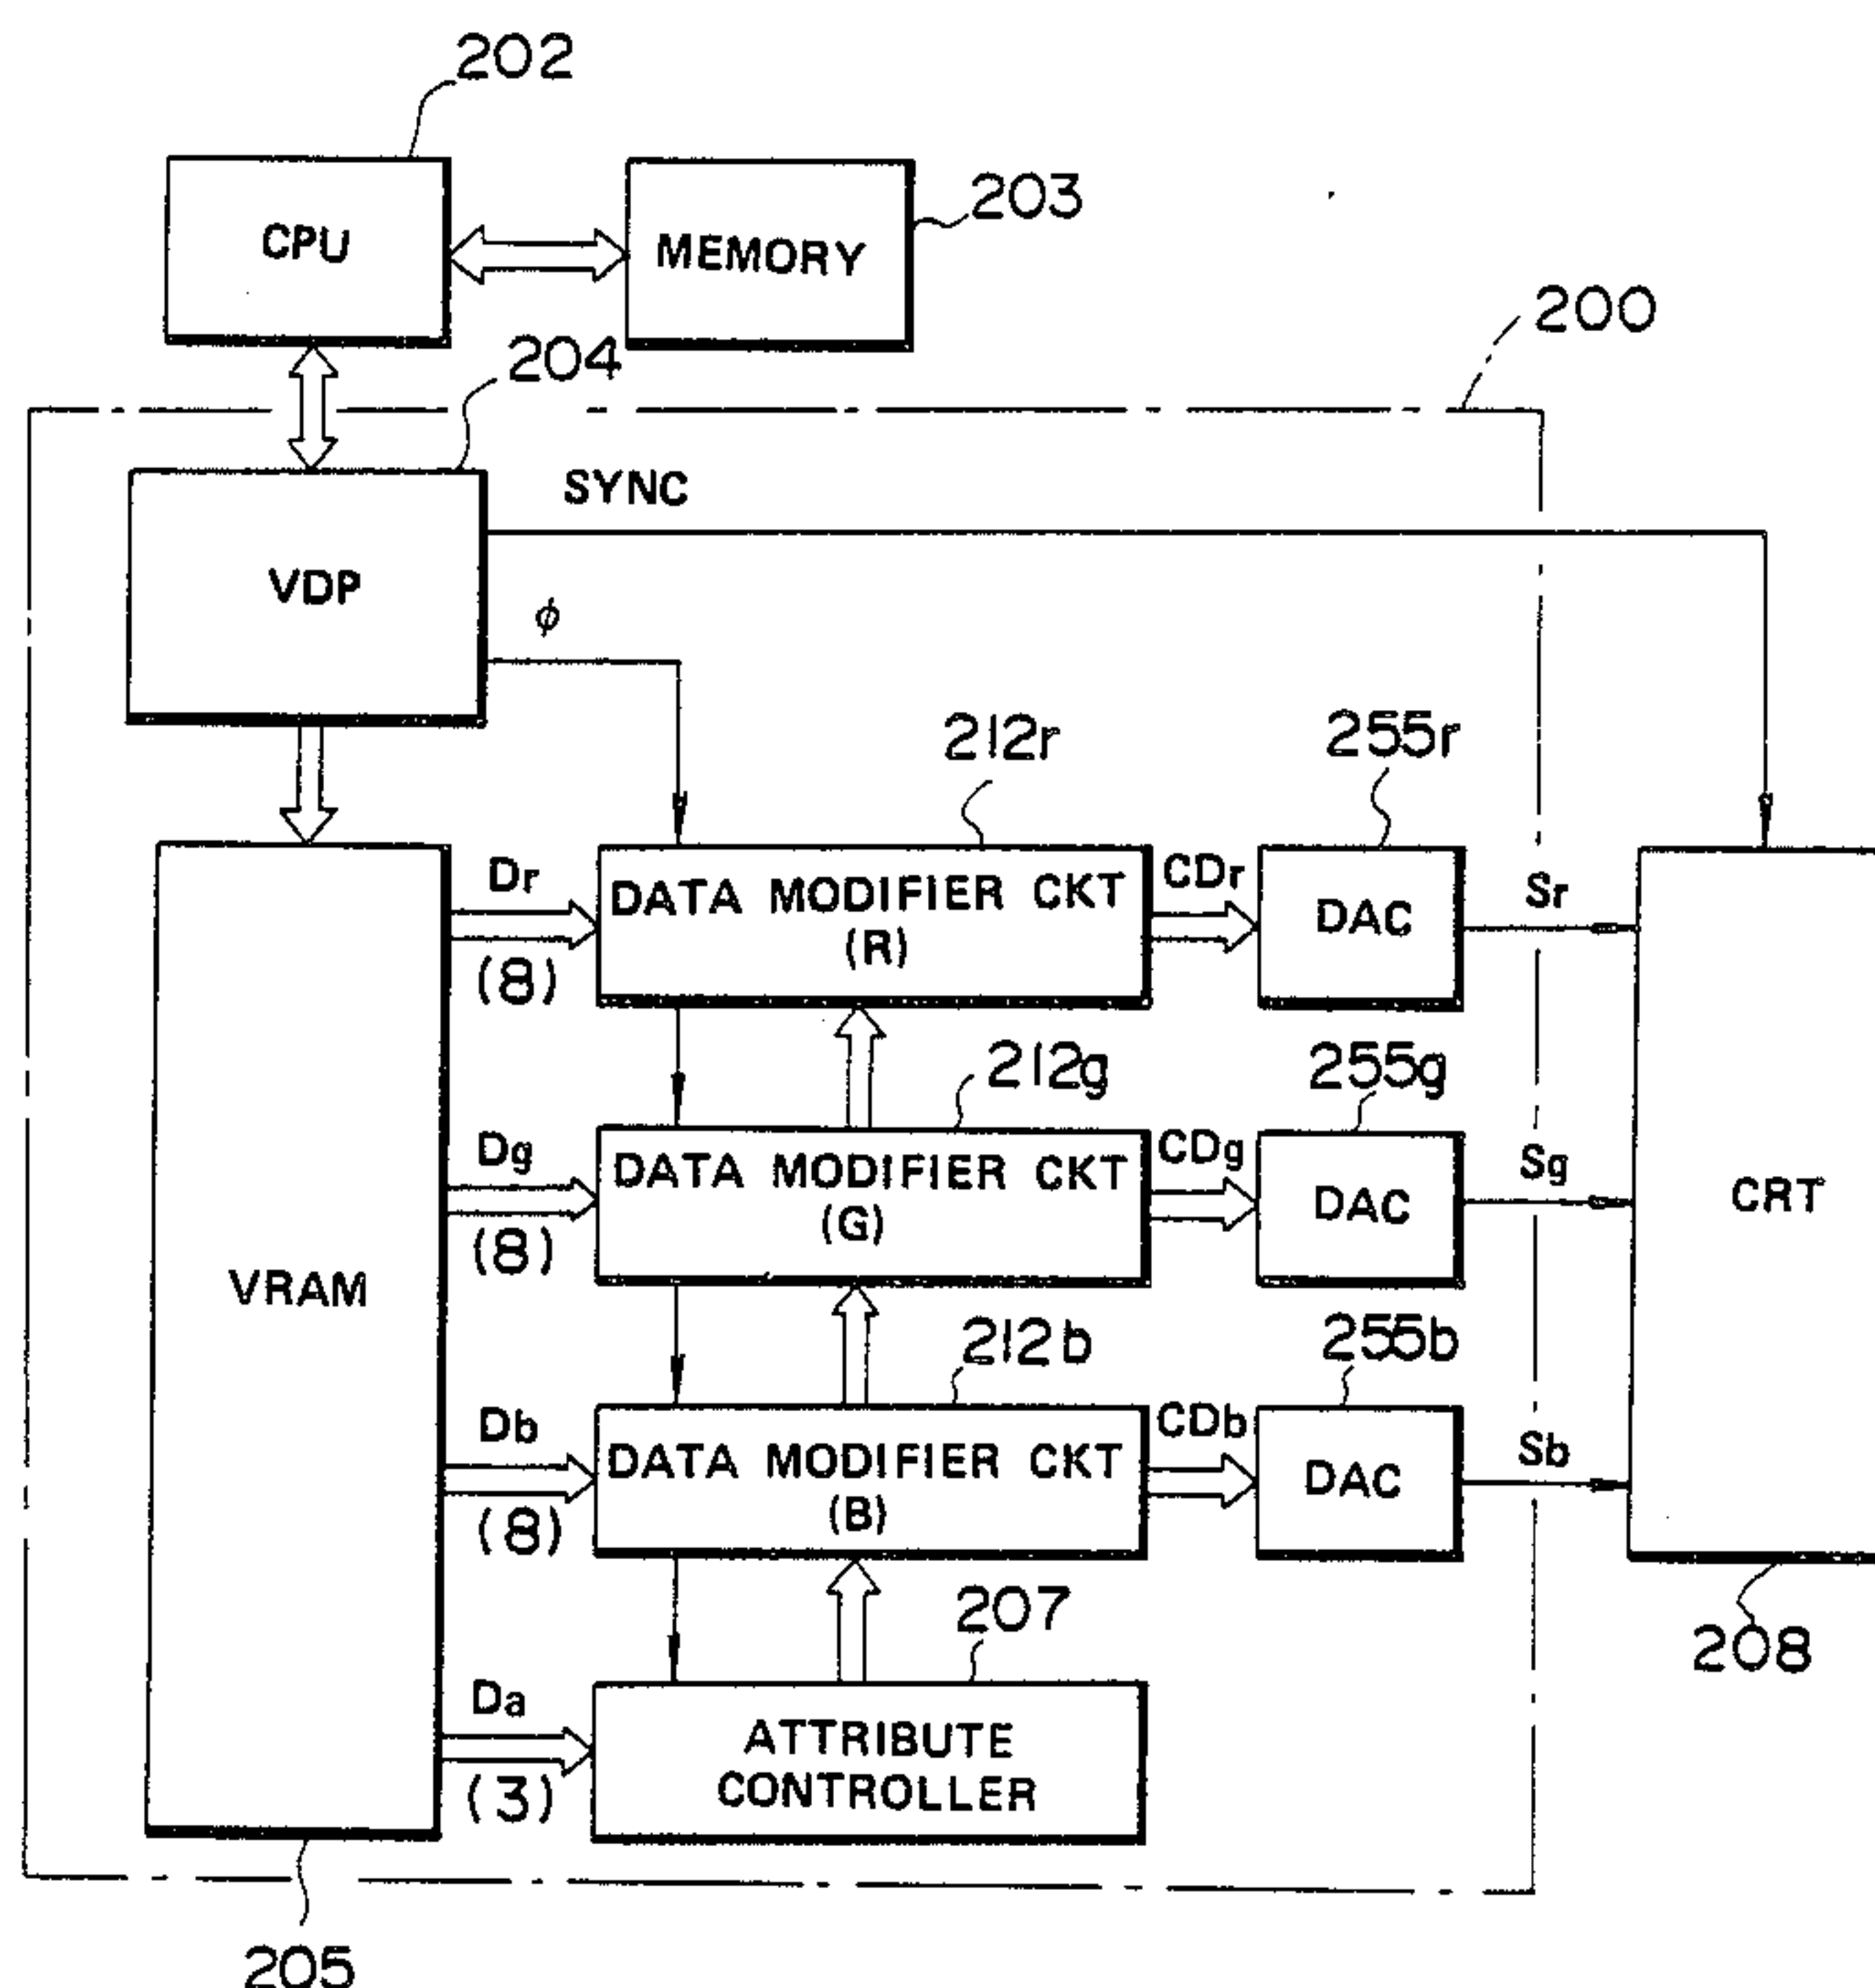 202
CPU
MEMORY
203
200
204
SYNC
VDP
ϕ
212r
255r
Dr
DATA MODIFIER CKT
(R)
CDr
DAC
Sr
(8)
212g
255g
Dg
DATA MODIFIER CKT
(G)
CDg
DAC
Sg
CRT
(8)
VRAM
212b
255b
Db
DATA MODIFIER CKT
(B)
CDb
DAC
Sb
(8)
207
208
Da
ATTRIBUTE
CONTROLLER
(3)
205